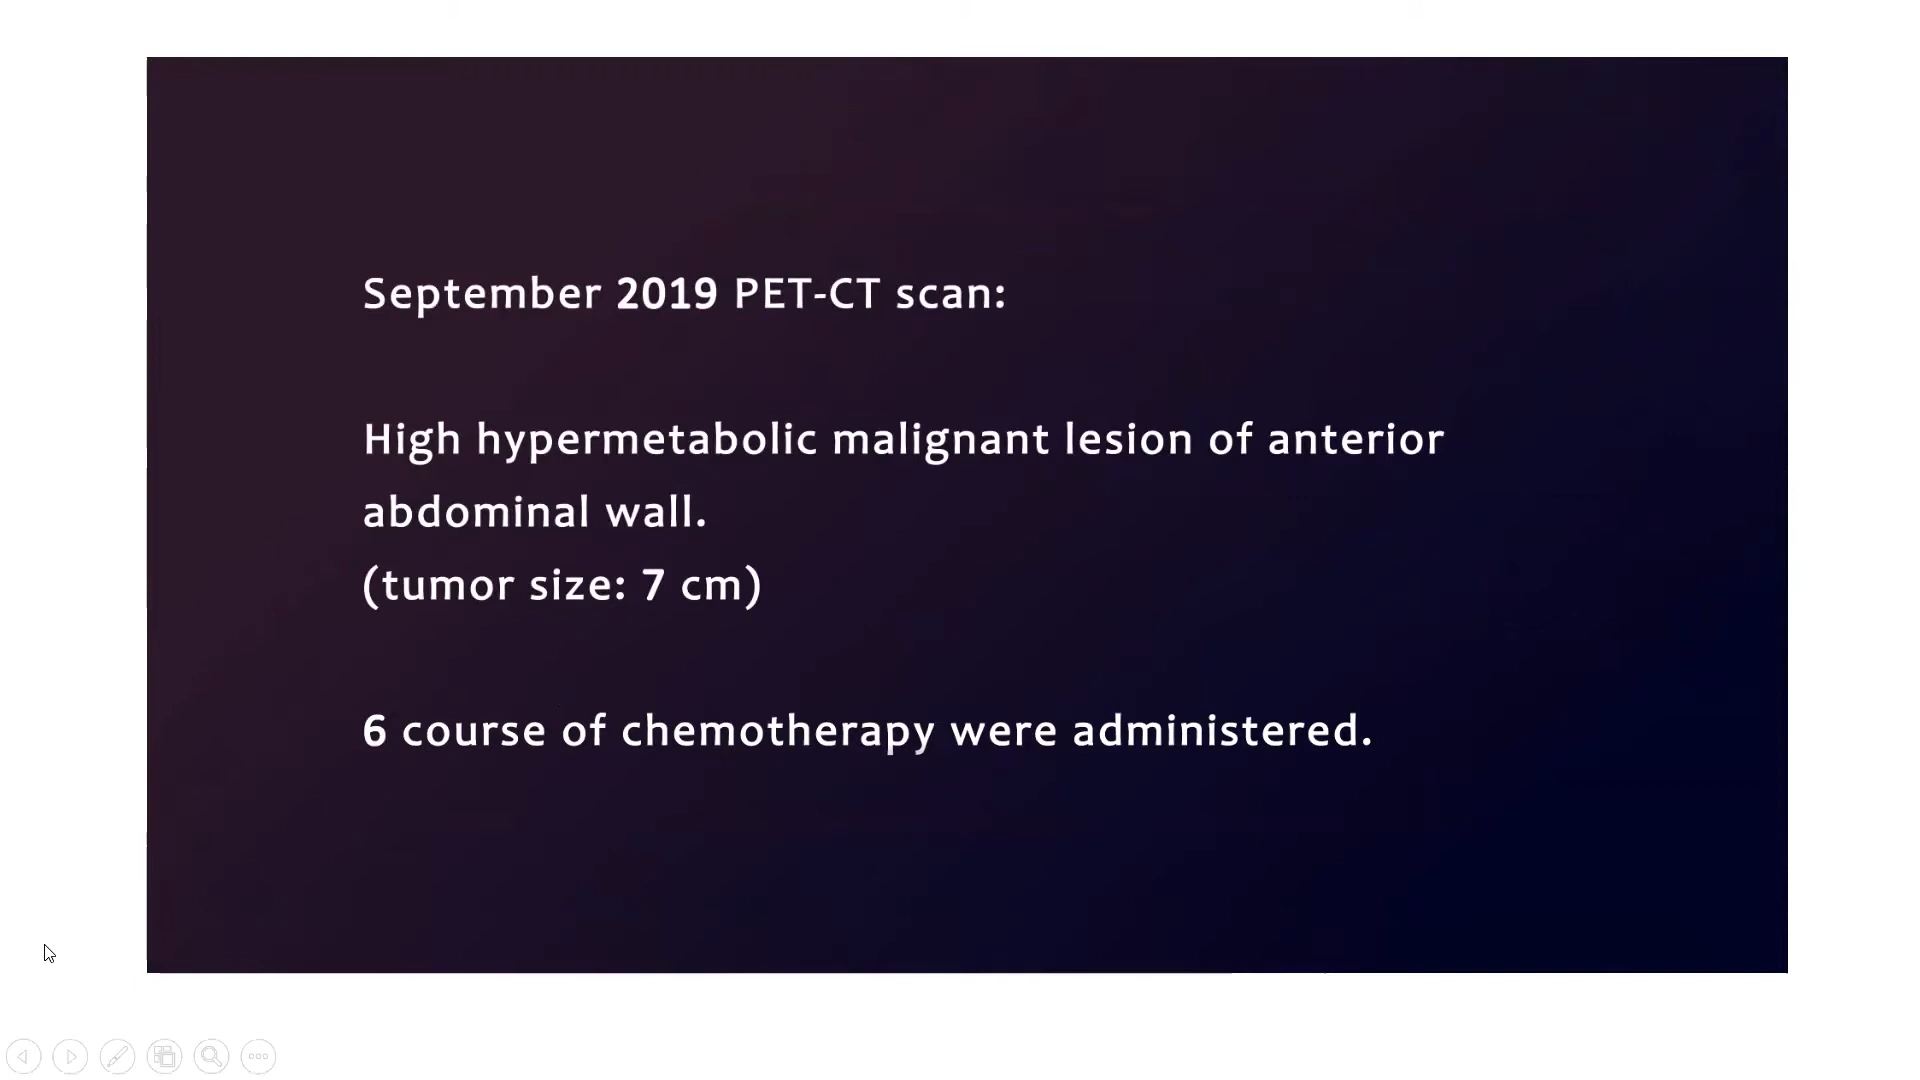 September 2019 PET-CT scan:
High hypermetabolic malignant lesion of anterior
abdominal wall.
(tumor size: 7 cm)
6 course of chemotherapy were administered.